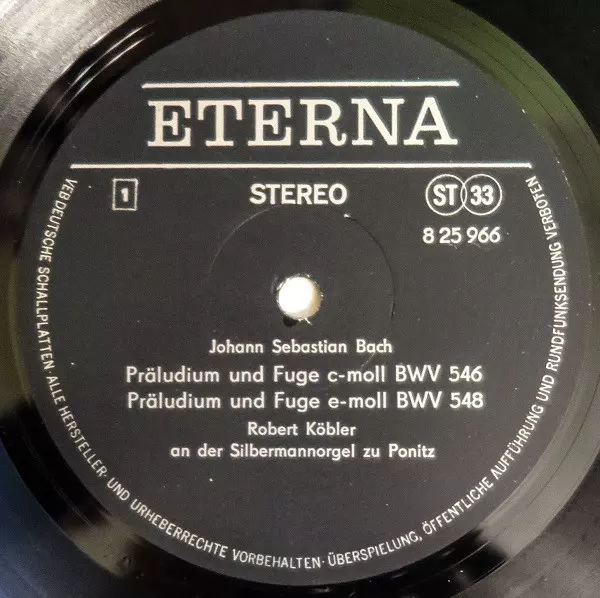 ETERNA
1
STEREO
ST 33
8 25 966
Johann Sebastian Bach
Präludium und Fuge c-moll BWV 546
Präludium und Fuge e-moll BWV 548
Robert Köbler
an der Silbermannorgel zu Ponitz
VEB DEUTSCHE SCHALLPLATTEN · ALLE HERSTELLER- UND URHEBERRECHTE VORBEHALTEN · ÜBERSPIELUNG, ÖFFENTLICHE AUFFÜHRUNG UND RUNDFUNKSENDUNG VERBOTEN